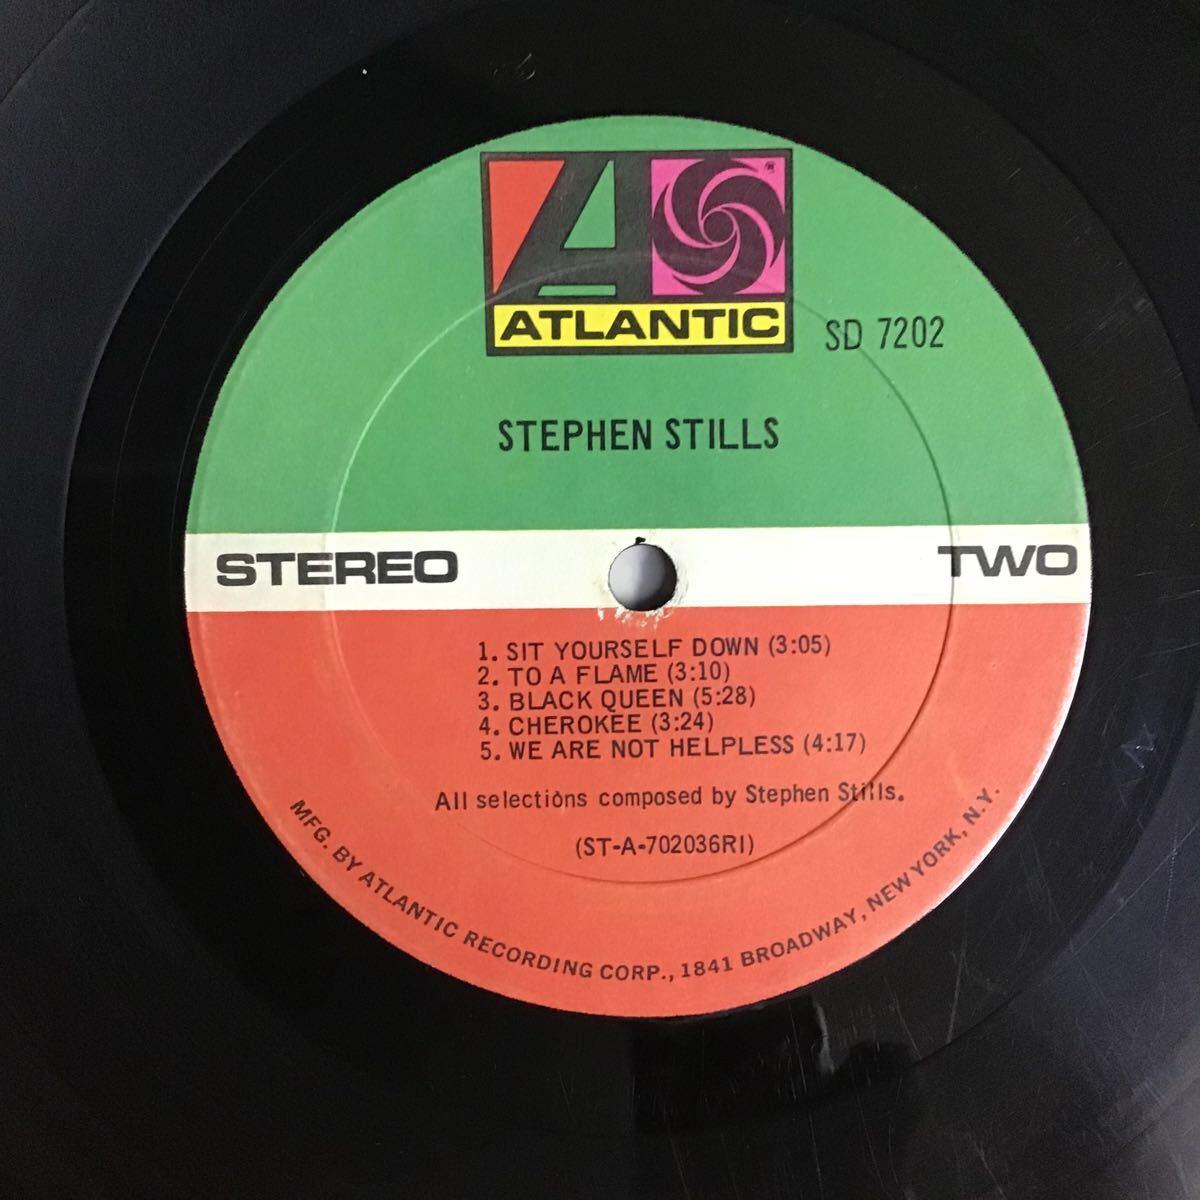 ATLANTIC
SD 7202
STEPHEN STILLS
STEREO
TWO
1. SIT YOURSELF DOWN (3:05)
2. TO A FLAME (3:10)
3. BLACK QUEEN (5:28)
4. CHEROKEE (3:24)
5. WE ARE NOT HELPLESS (4:17)
All selections composed by Stephen Stills.
(ST-A-702036RI)
MFG. BY ATLANTIC RECORDING CORP., 1841 BROADWAY, NEW YORK, N.Y.